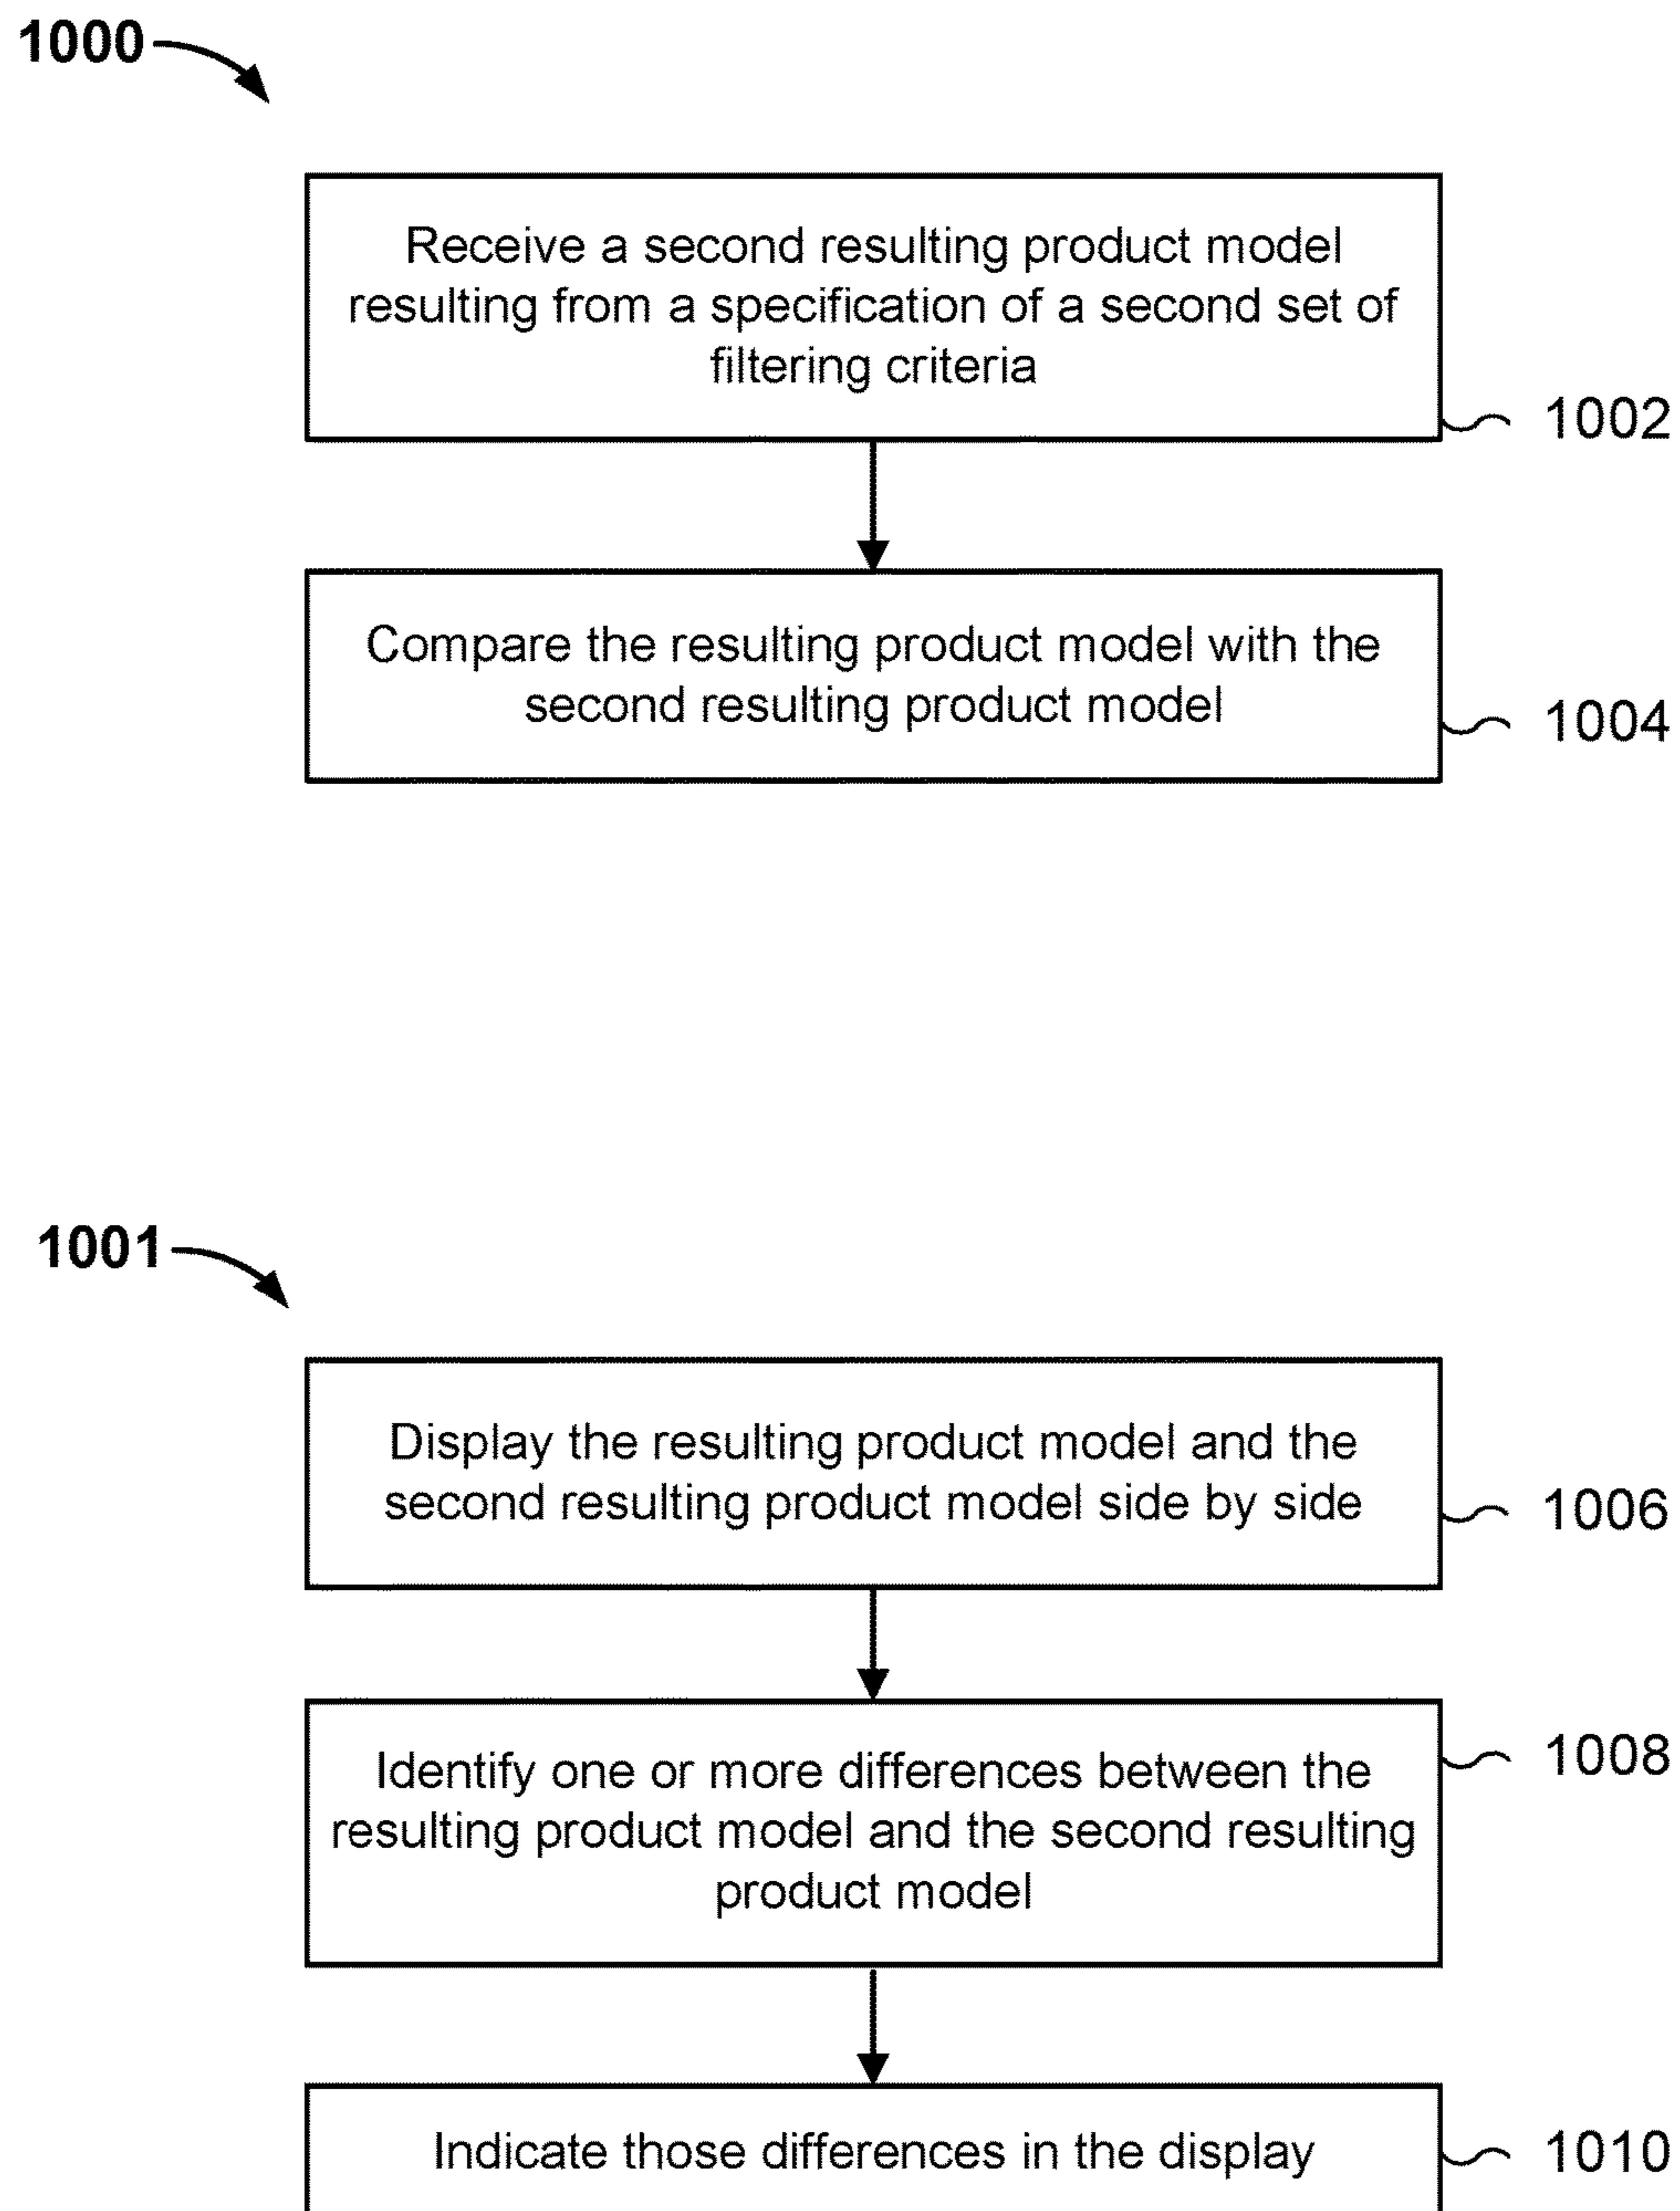 1000
Receive a second resulting product model
resulting from a specification of a second set of
filtering criteria
1002
Compare the resulting product model with the
second resulting product model
1004
1001
Display the resulting product model and the
second resulting product model side by side
1006
Identify one or more differences between the
resulting product model and the second resulting
product model
1008
Indicate those differences in the display
1010